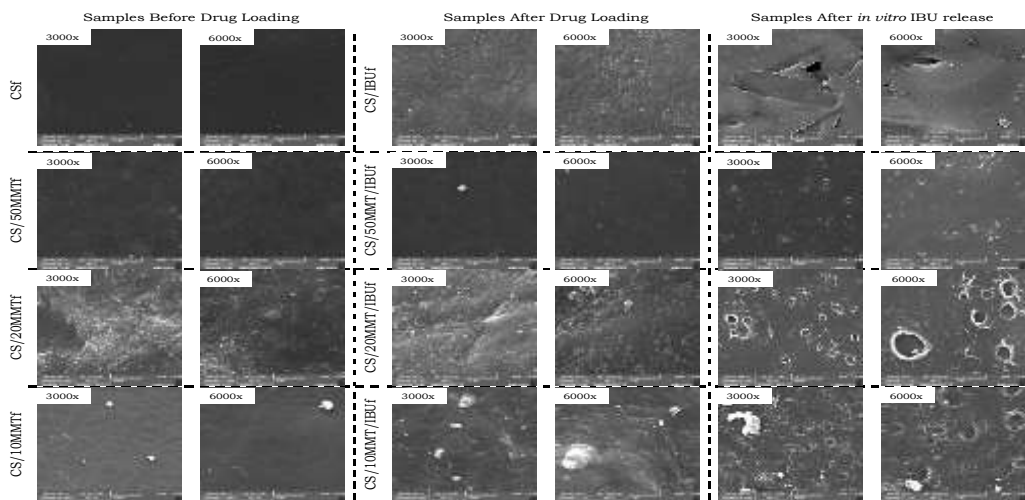 Samples Before Drug Loading
Samples After Drug Loading
Samples After in vitro IBU release
CSf
3000x
6000x
CS/IBUf
3000x
6000x
3000x
6000x
CS/50MMTf
3000x
6000x
CS/50MMT/IBUf
3000x
6000x
3000x
6000x
CS/20MMTf
3000x
6000x
CS/20MMT/IBUf
3000x
6000x
3000x
6000x
CS/10MMTf
3000x
6000x
CS/10MMT/IBUf
3000x
6000x
3000x
6000x